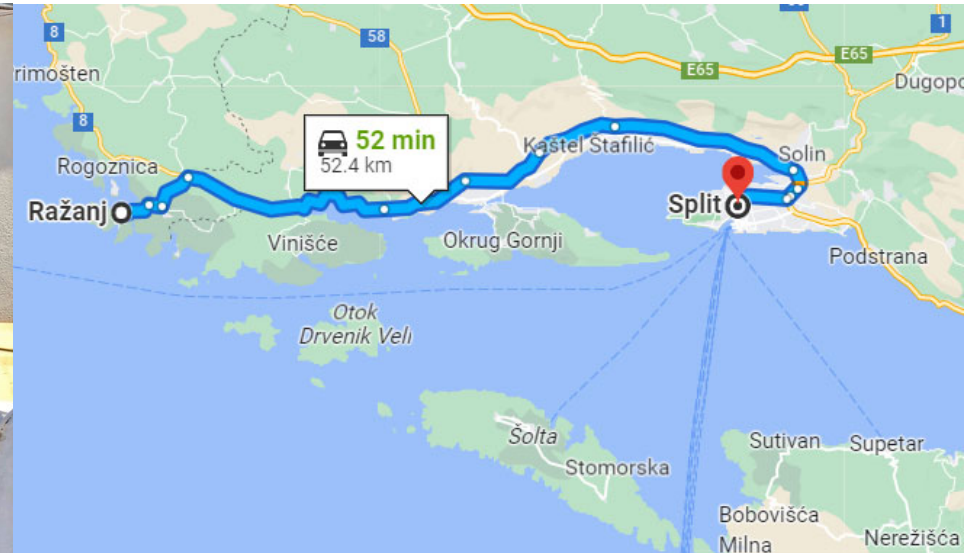 8
58
1
E65
E65
rimošten
Dugopo
8
52 min
52.4 km
Kaštel Štafilić
Solin
Rogoznica
Ražanj
Split
Vinišće
Okrug Gornji
Podstrana
Otok
Drvenik Veli
Šolta
Stomorska
Sutivan
Supetar
Bobovišća
Milna
Nerežišća